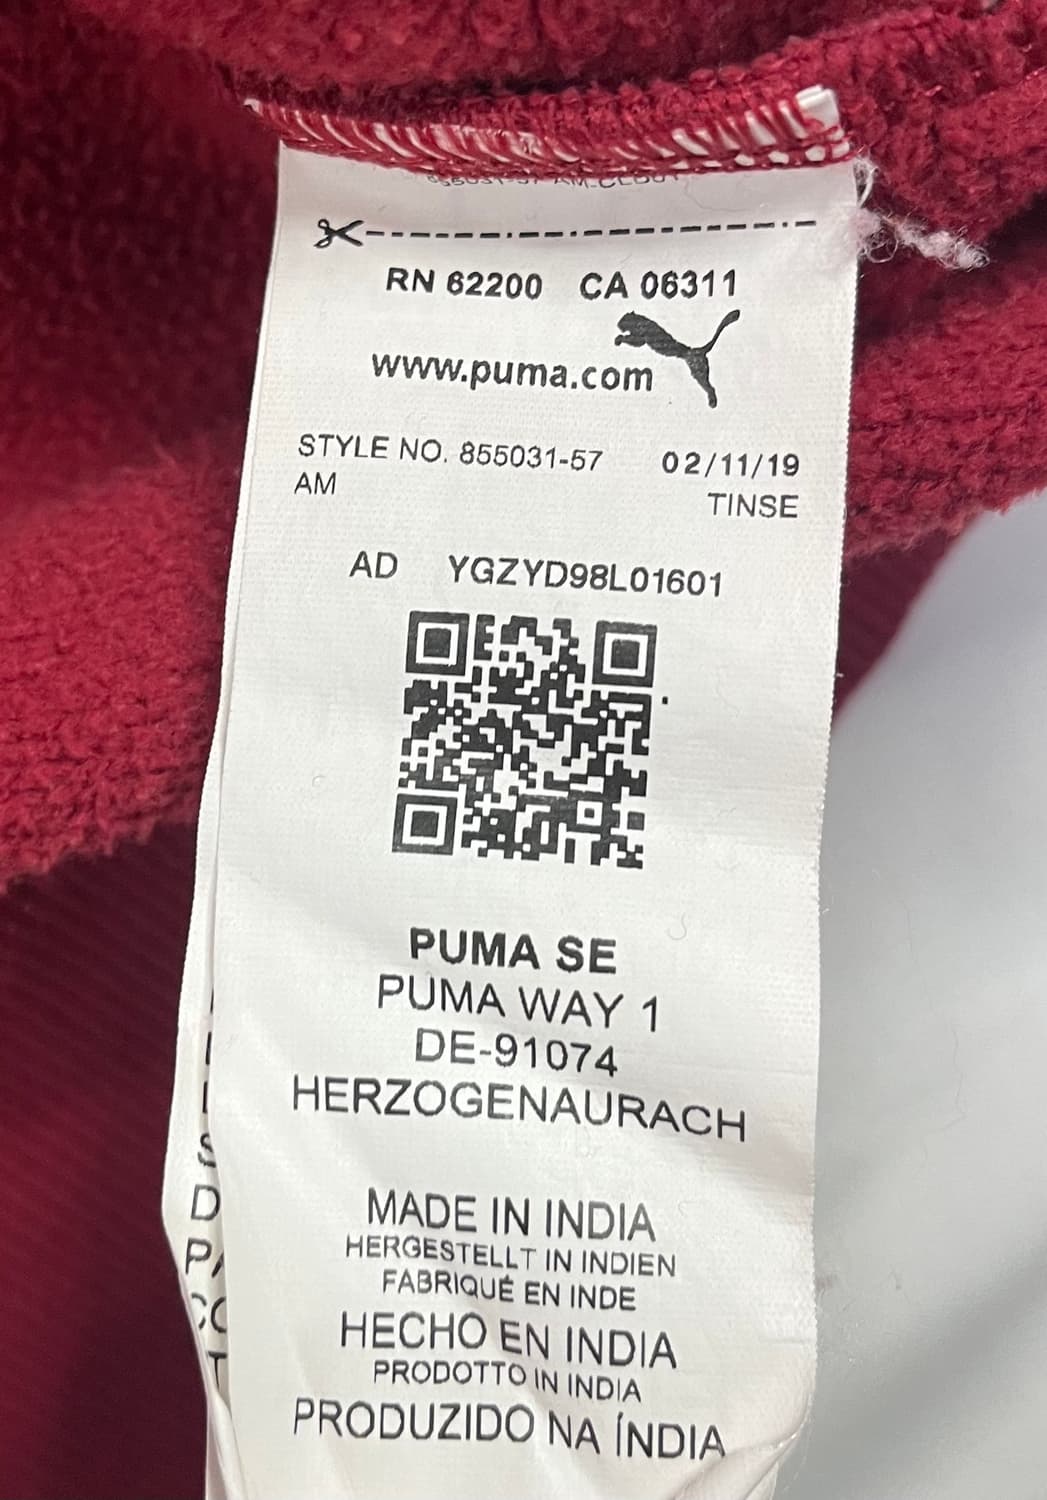 RN 62200 CA 06311
www.puma.com
STYLE NO. 855031-57 02/11/19
AM TINSE
AD YGZYD98L01601
PUMA SE
PUMA WAY 1
DE-91074
HERZOGENAURACH
MADE IN INDIA
HERGESTELLT IN INDIEN
FABRIQUÉ EN INDE
HECHO EN INDIA
PRODOTTO IN INDIA
PRODUZIDO NA ÍNDIA